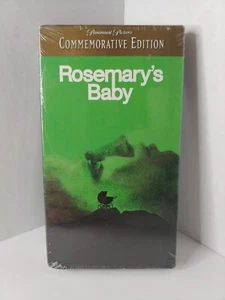 Paramount Pictures
COMMEMORATIVE EDITION
Rosemary's
Baby